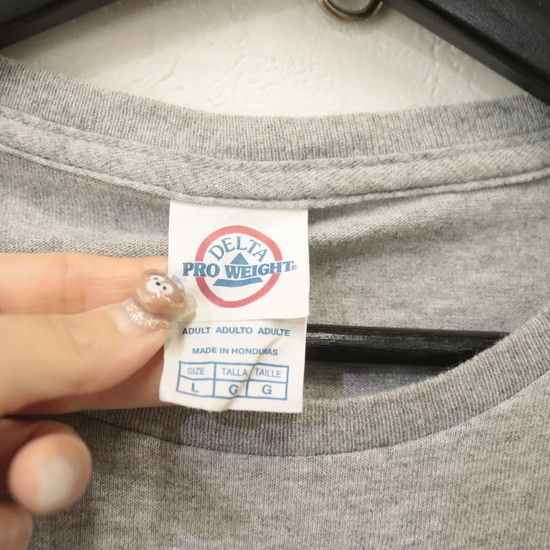 DELTA
PRO WEIGHT®
ADULT ADULTO ADULTE
MADE IN HONDURAS
SIZE TALLA TAILLE
L G G